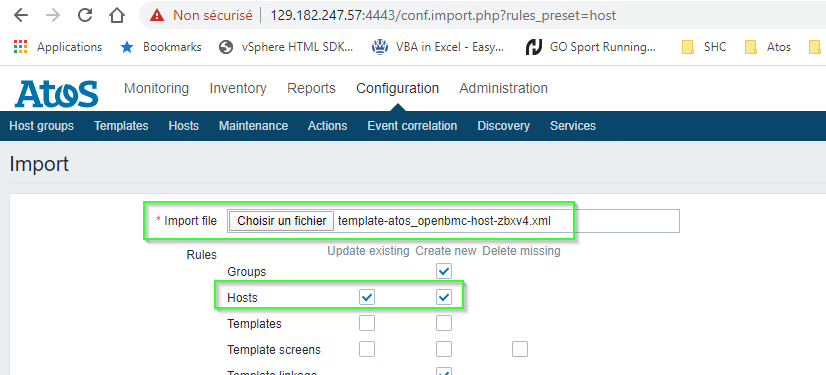 Non sécurisé | 129.182.247.57:4443/conf.import.php?rules_preset=host
Applications Bookmarks vSphere HTML SDK... VBA in Excel - Easy... GO Sport Running... SHC Atos
Atos Monitoring Inventory Reports Configuration Administration
Host groups Templates Hosts Maintenance Actions Event correlation Discovery Services
Import
* Import file Choisir un fichier template-atos_openbmc-host-zbxv4.xml
Rules Update existing Create new Delete missing
Groups
Hosts
Templates
Template screens
Template linkage